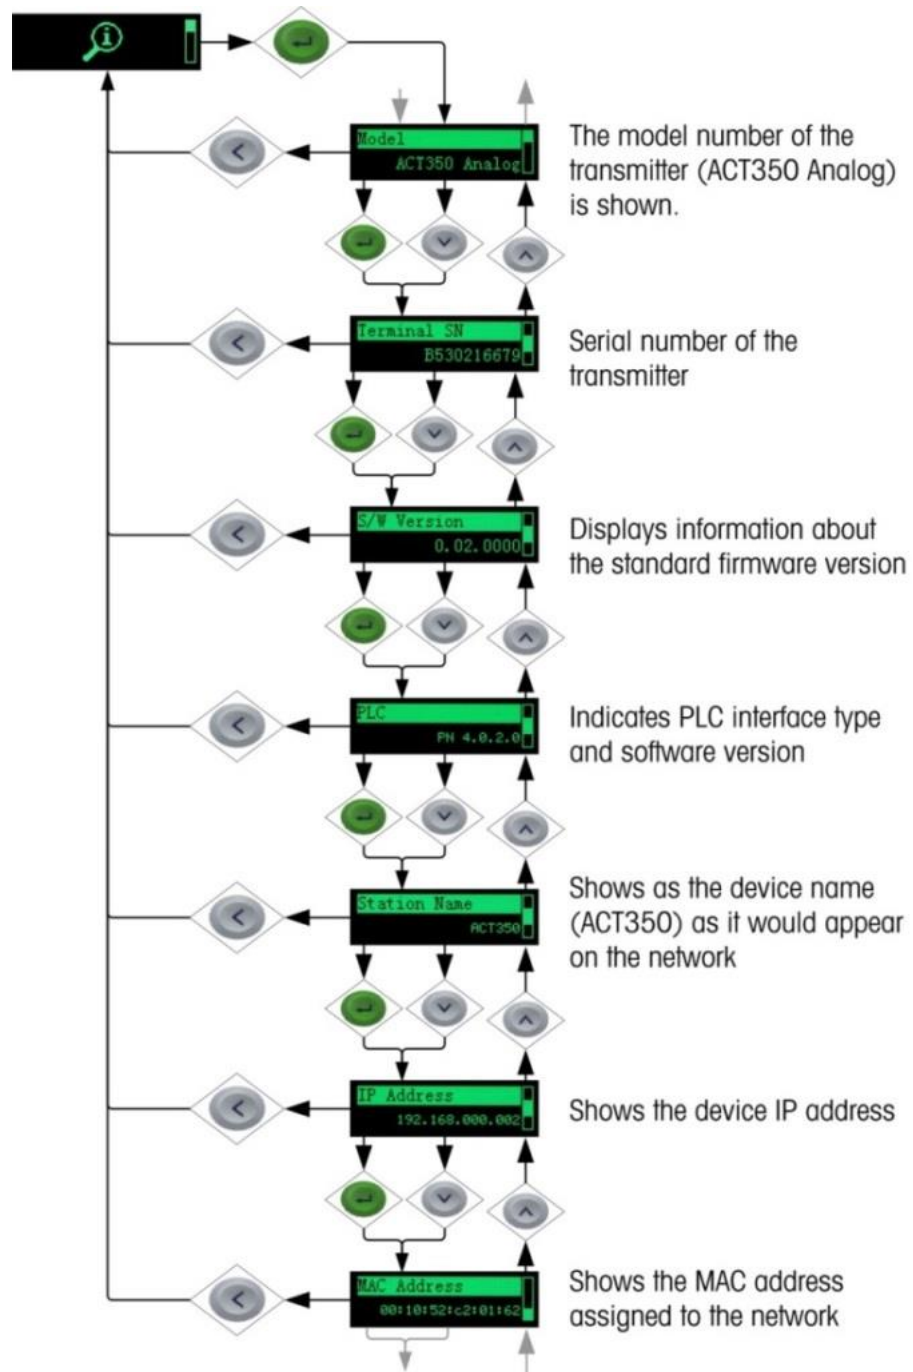 Model
ACT350 Analog
The model number of the
transmitter (ACT350 Analog)
is shown.
Terminal SN
B530216679
Serial number of the
transmitter
S/W Version
0.02.0000
Displays information about
the standard firmware version
PLC
PN 4.0.2.0
Indicates PLC interface type
and software version
Station Name
ACT350
Shows as the device name
(ACT350) as it would appear
on the network
IP Address
192.168.000.002
Shows the device IP address
MAC Address
00:10:52:c2:01:62
Shows the MAC address
assigned to the network